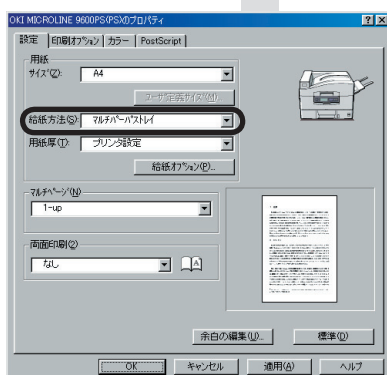 OKI MICROLINE 9600PS(PS)のプロパティ
設定 印刷オプション カラー PostScript
用紙
サイズ(Z): A4
ユーザ定義サイズ(M)...
給紙方法(S): マルチパーパストレイ
用紙厚(T): プリンタ設定
給紙オプション(P)...
マルチページ(N)
1-up
両面印刷(2)
なし
余白の編集(U)... 標準(D)
OK キャンセル 適用(A) ヘルプ